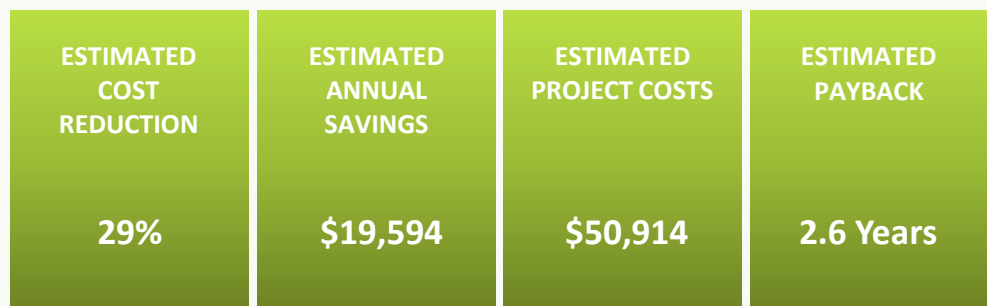 ESTIMATED
COST
REDUCTION
29%
ESTIMATED
ANNUAL
SAVINGS
$19,594
ESTIMATED
PROJECT COSTS
$50,914
ESTIMATED
PAYBACK
2.6 Years